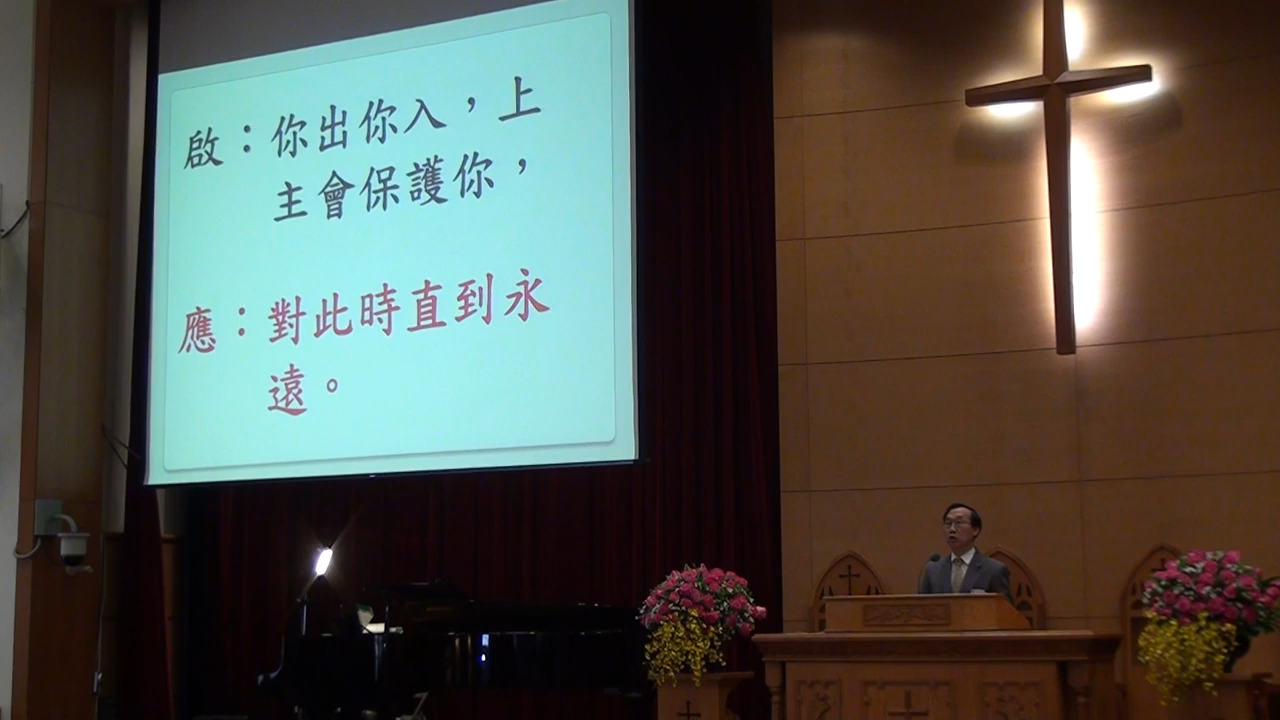 啟：你出你入，上
主會保護你，
應：對此時直到永
遠。